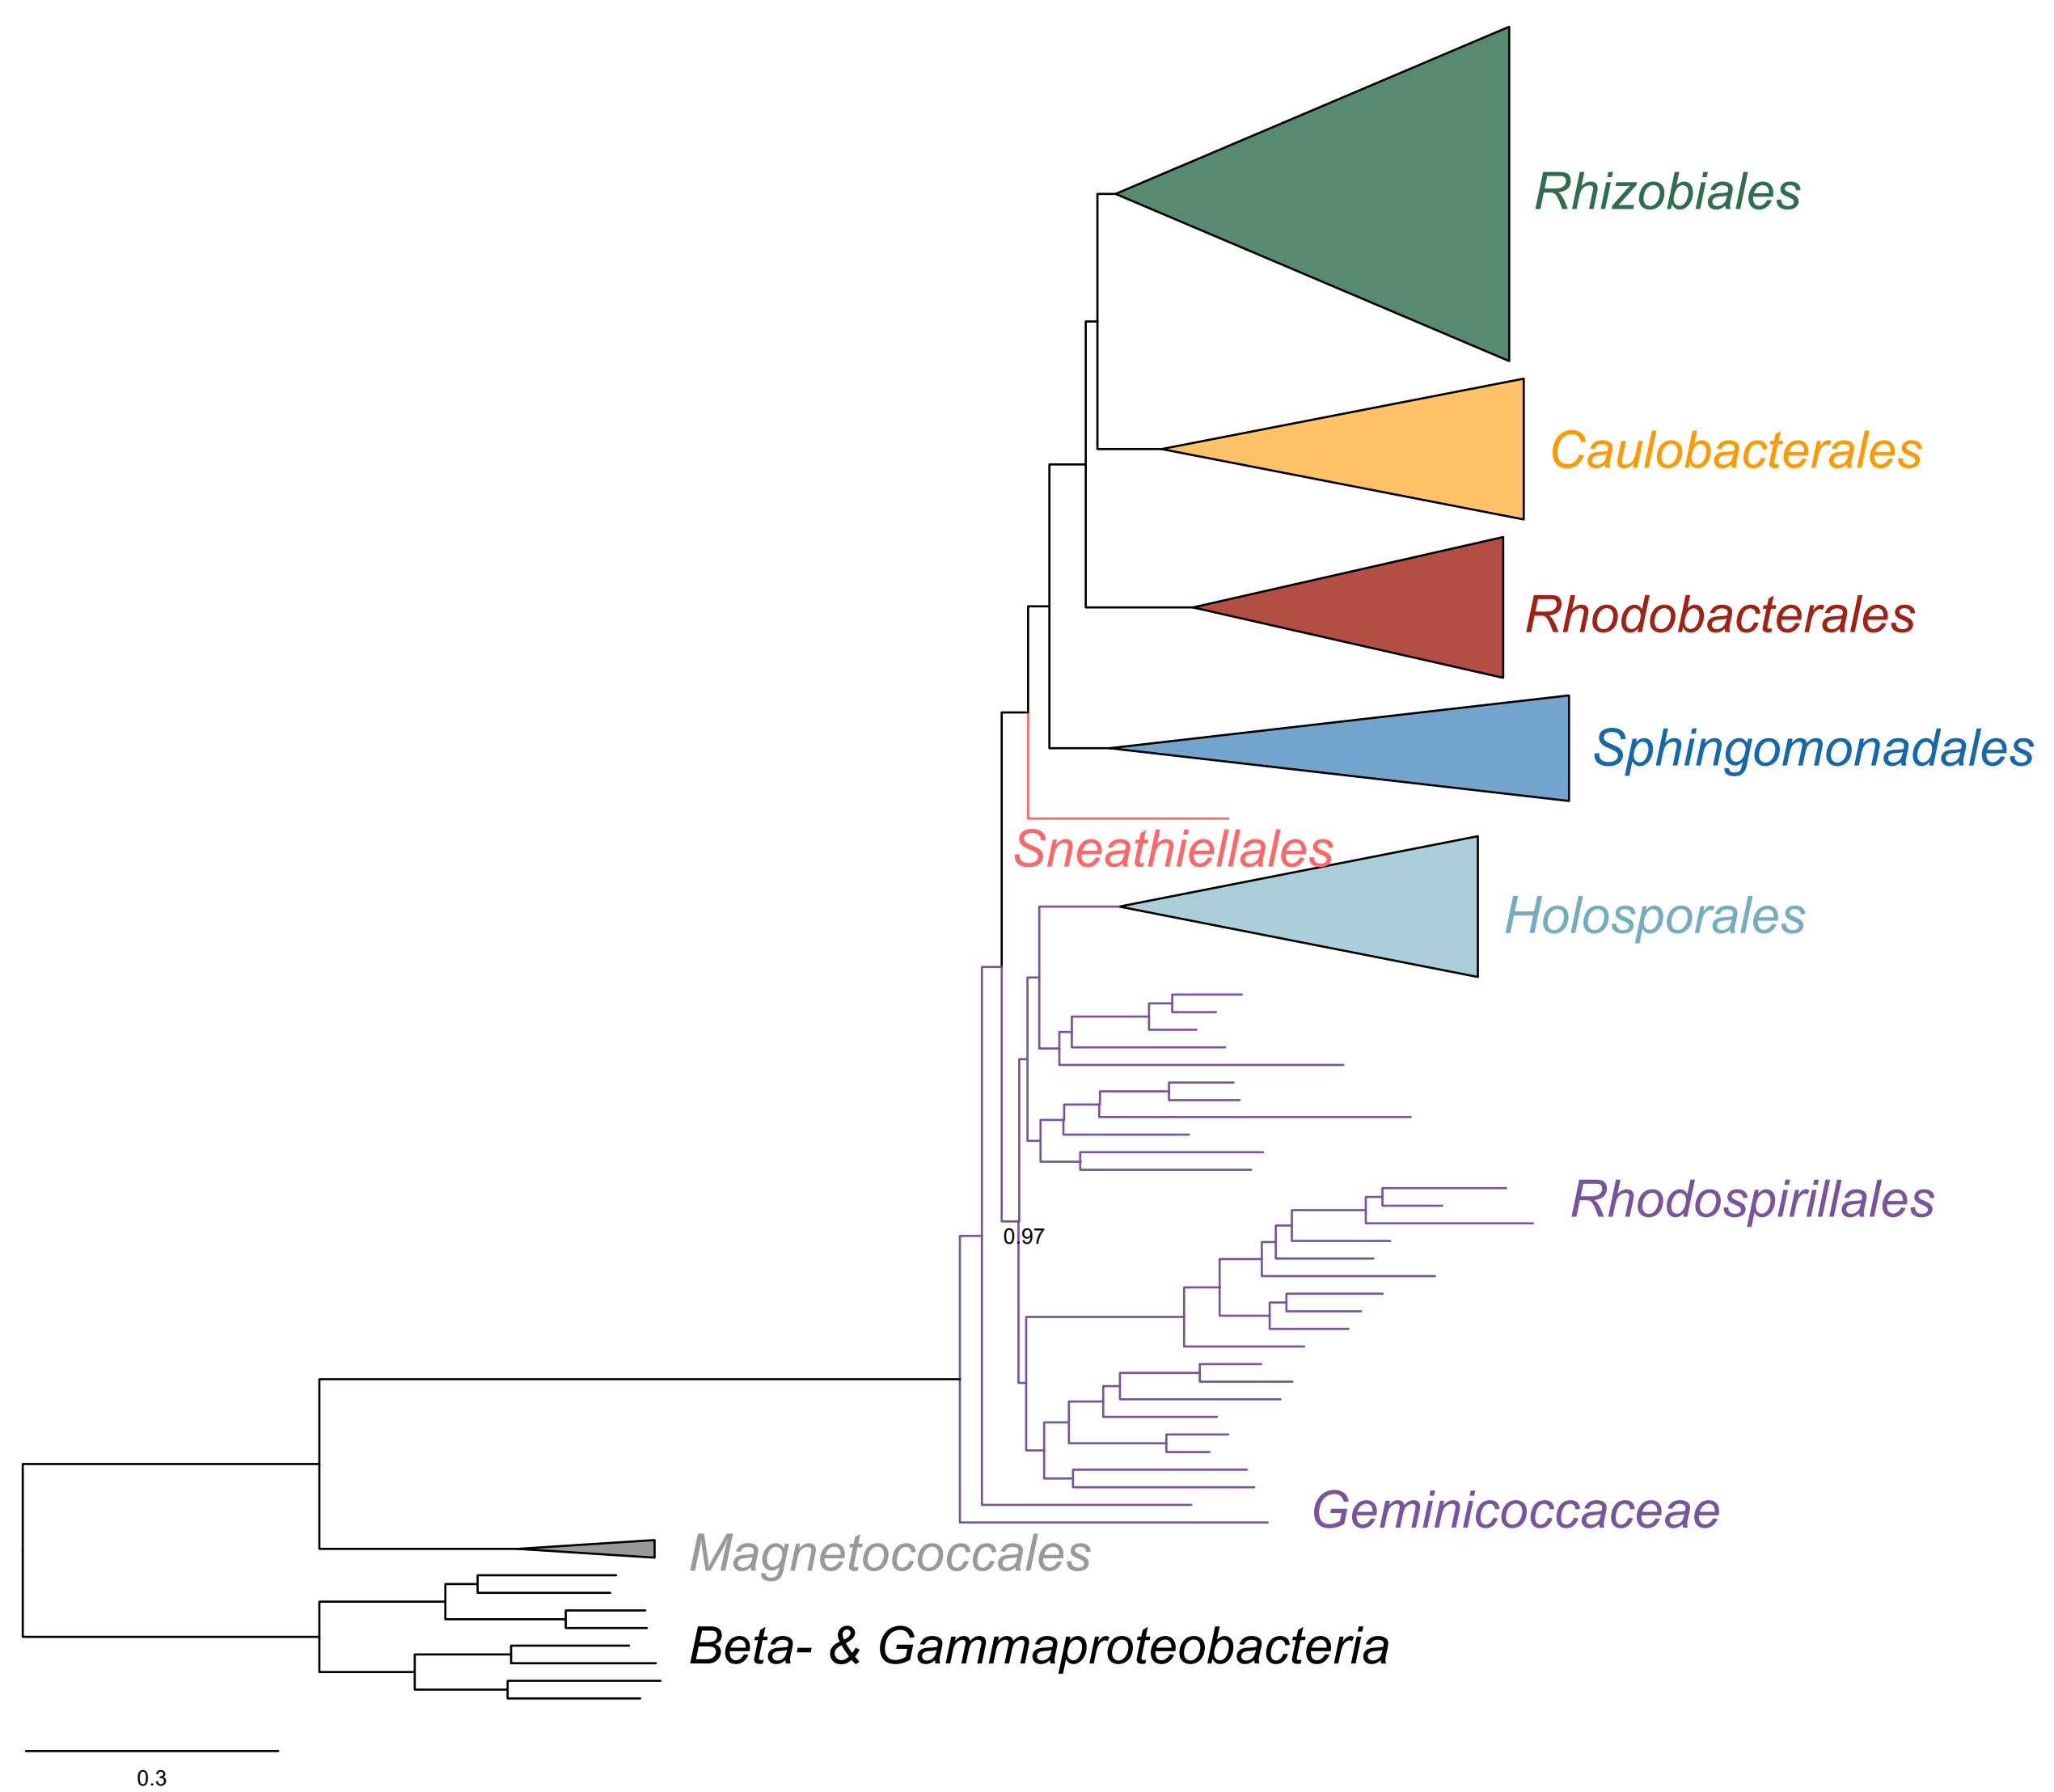 Rhizobiales
Caulobacterales
Rhodobacterales
Sphingomonadales
Sneathiellales
Holosporales
Rhodospirillales
0.97
Geminicoccaceae
Magnetococcales
Beta- & Gammaproteobacteria
0.3